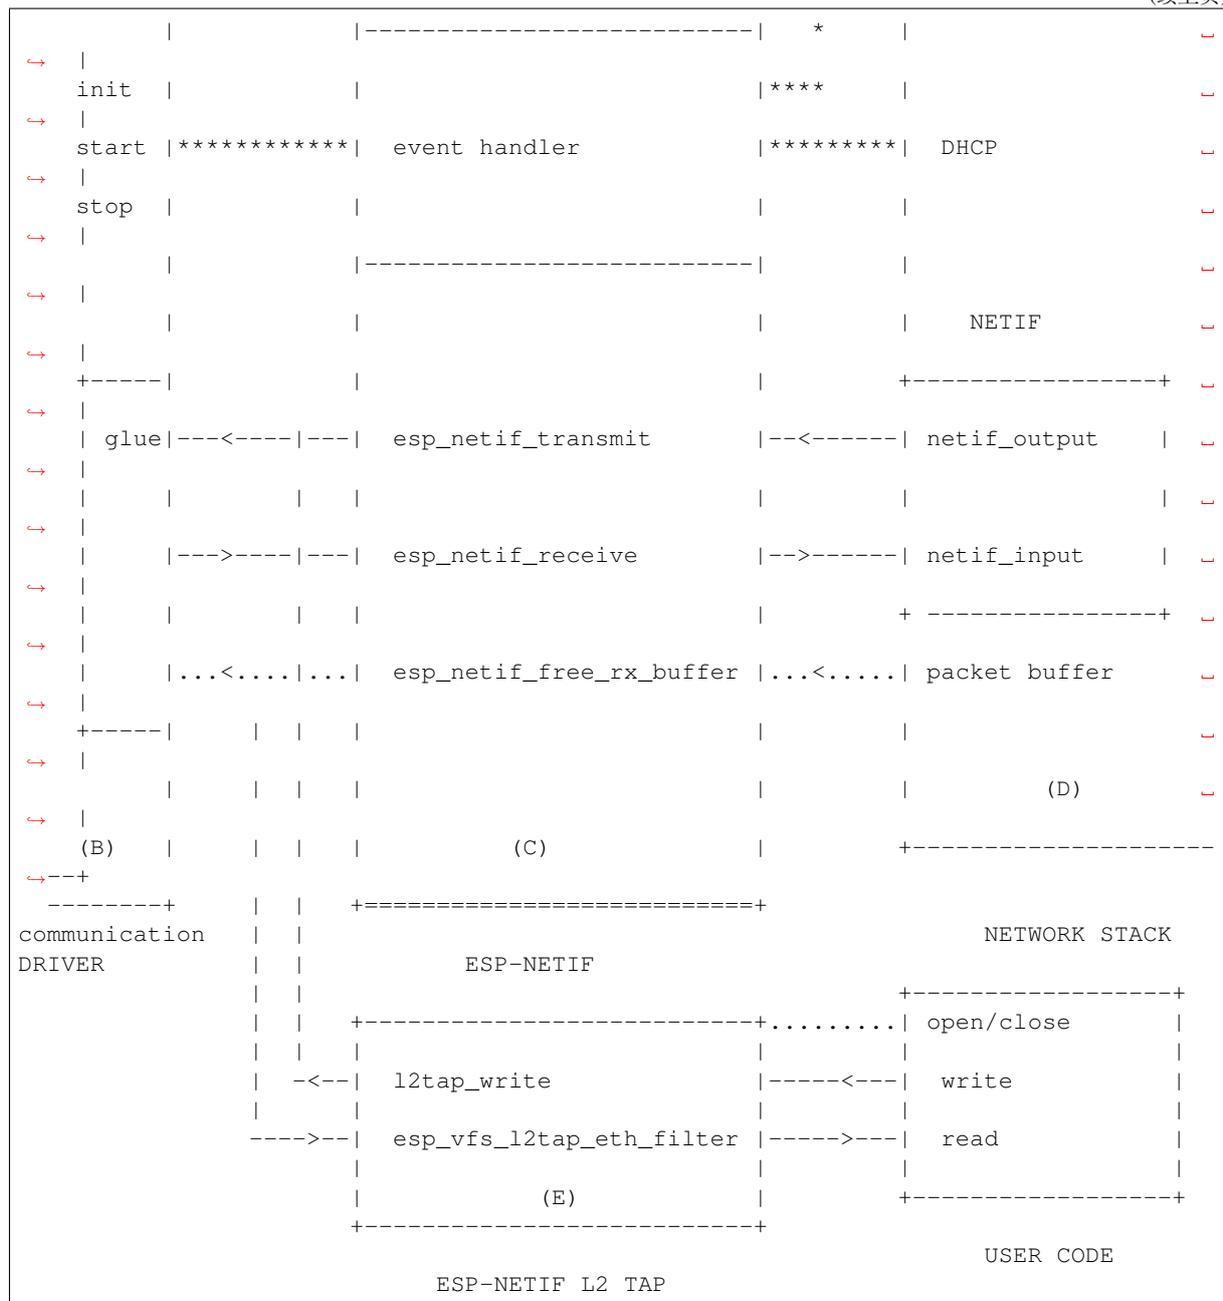 |            |---------------------------|    *     |                    ␣
↪   |
    init  |            |                           |****      |                    ␣
↪   |
    start |************|  event handler            |*********|  DHCP               ␣
↪   |
    stop  |            |                           |         |                     ␣
↪   |
          |            |---------------------------|         |                     ␣
↪   |
          |            |                           |         |    NETIF            ␣
↪   |
    +-----|            |                           |         +-----------------+   ␣
↪   |
    | glue|---<----|---|  esp_netif_transmit       |--<------| netif_output    |   ␣
↪   |
    |     |        |   |                           |         |                 |   ␣
↪   |
    |     |--->----|---|  esp_netif_receive        |-->------| netif_input     |   ␣
↪   |
    |     |        |   |                           |         + ----------------+   ␣
↪   |
    |     |...<....|...|  esp_netif_free_rx_buffer |...<.....| packet buffer       ␣
↪   |
    +-----|     |  |   |                           |         |                     ␣
↪   |
          |     |  |   |                           |         |         (D)         ␣
↪   |
    (B)   |     |  |   |          (C)              |         +---------------------
↪--+
  --------+     |  |   +===========================+
communication   |  |                                               NETWORK STACK
DRIVER          |  |           ESP-NETIF
                |  |                                         +------------------+
                |  |   +---------------------------+.........| open/close       |
                |  |   |                           |         |                  |
                |  -<--|  l2tap_write              |-----<---|  write           |
                |      |                           |         |                  |
                ---->--|  esp_vfs_l2tap_eth_filter |----->---|  read            |
                       |                           |         |                  |
                       |            (E)            |         +------------------+
                       +---------------------------+
                                                                  USER CODE
                            ESP-NETIF L2 TAP